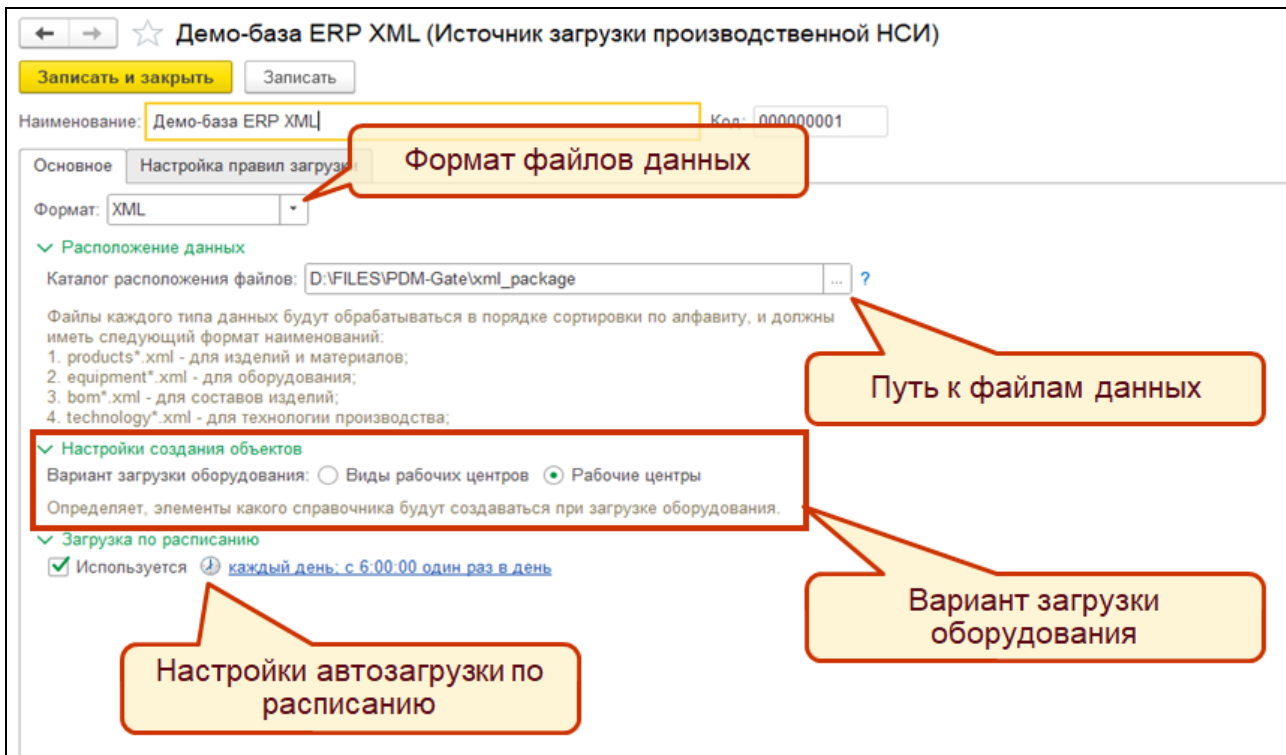 Демо-база ERP XML (Источник загрузки производственной НСИ)
Записать и закрыть Записать
Наименование: Демо-база ERP XML Код: 000000001
Основное Настройка правил загрузки
Формат файлов данных
Формат: XML
Расположение данных
Каталог расположения файлов: D:\FILES\PDM-Gate\xml_package ... ?
Файлы каждого типа данных будут обрабатываться в порядке сортировки по алфавиту, и должны
иметь следующий формат наименований:
1. products*.xml - для изделий и материалов;
2. equipment*.xml - для оборудования;
3. bom*.xml - для составов изделий;
4. technology*.xml - для технологии производства;
Путь к файлам данных
Настройки создания объектов
Вариант загрузки оборудования: Виды рабочих центров Рабочие центры
Определяет, элементы какого справочника будут создаваться при загрузке оборудования.
Загрузка по расписанию
Используется каждый день; с 6:00:00 один раз в день
Вариант загрузки
оборудования
Настройки автозагрузки по
расписанию